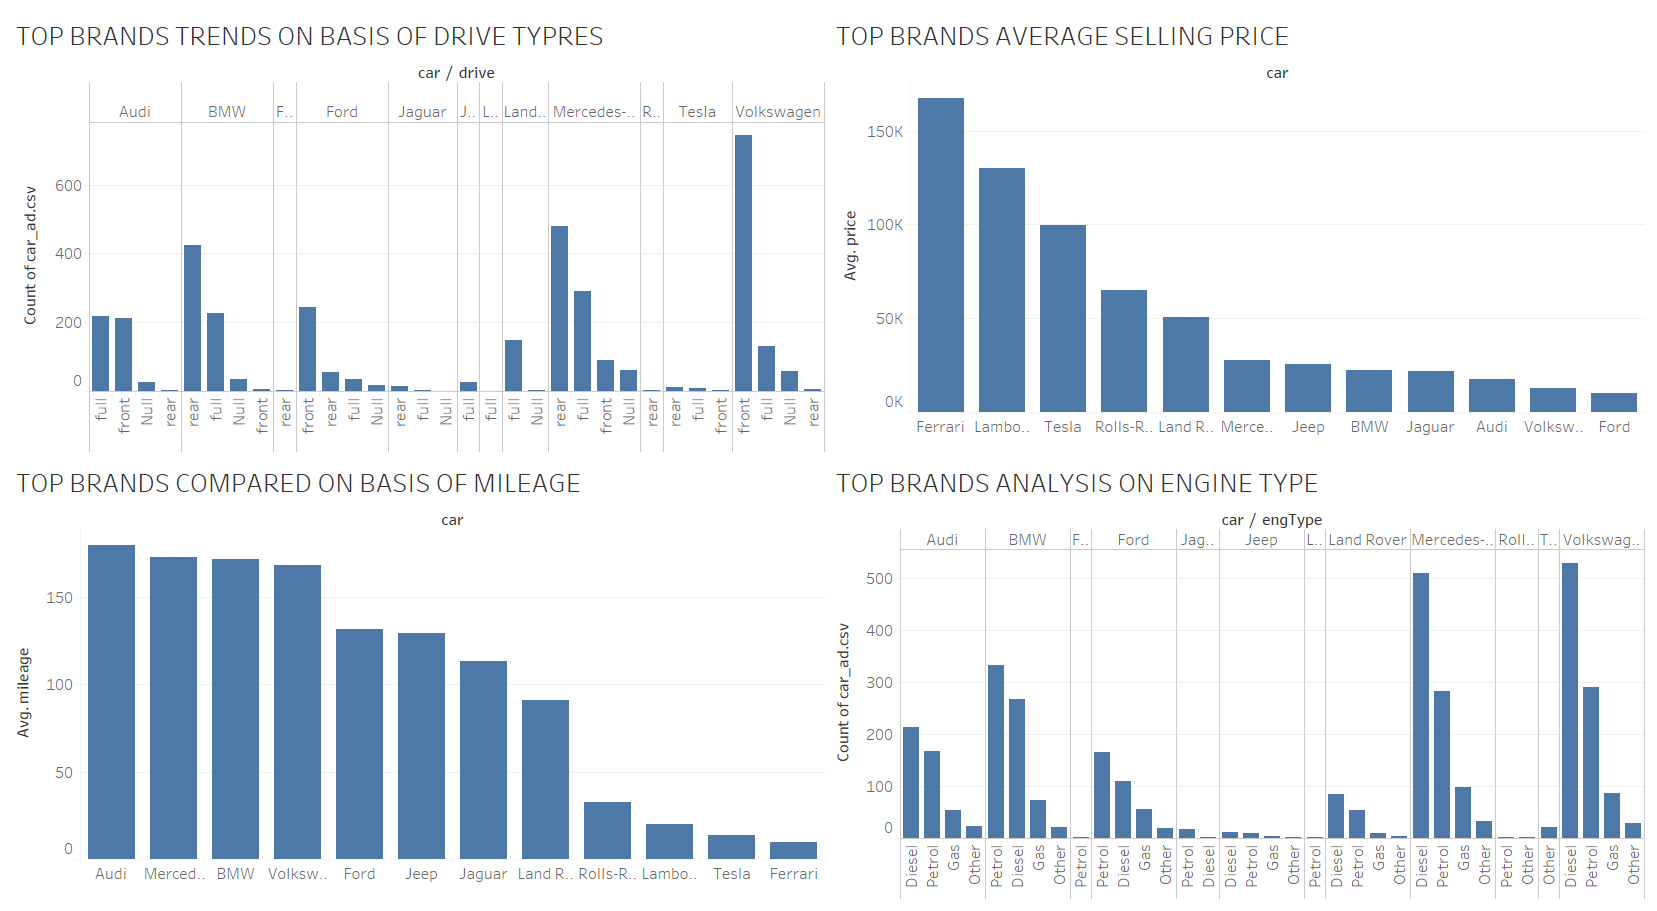 TOP BRANDS TRENDS ON BASIS OF DRIVE TYPRES
car / drive
Audi BMW F.. Ford Jaguar J.. L.. Land.. Mercedes-.. R.. Tesla Volkswagen
Count of car_ad.csv
600
400
200
0
full front Null rear rear full Null front rear front rear full Null rear full Null full full full Null rear full front Null rear rear full front front full Null rear
TOP BRANDS AVERAGE SELLING PRICE
car
Avg. price
150K
100K
50K
0K
Ferrari Lambo.. Tesla Rolls-R.. Land R.. Merce.. Jeep BMW Jaguar Audi Volksw.. Ford
TOP BRANDS COMPARED ON BASIS OF MILEAGE
car
Avg. mileage
150
100
50
0
Audi Merced.. BMW Volksw.. Ford Jeep Jaguar Land R.. Rolls-R.. Lambo.. Tesla Ferrari
TOP BRANDS ANALYSIS ON ENGINE TYPE
car / engType
Audi BMW F.. Ford Jag.. Jeep L.. Land Rover Mercedes-.. Roll.. T.. Volkswag..
Count of car_ad.csv
500
400
300
200
100
0
Diesel Petrol Gas Other Petrol Diesel Gas Other Petrol Petrol Diesel Gas Other Petrol Diesel Diesel Petrol Gas Other Petrol Diesel Petrol Gas Other Diesel Petrol Gas Other Petrol Other Other Diesel Petrol Gas Other